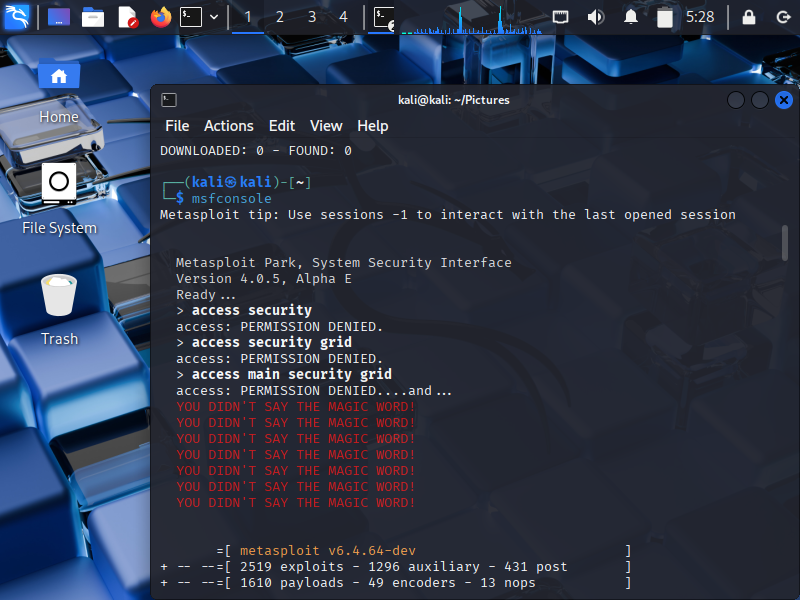 1 2 3 4 5:28
Home
File System
Trash
kali@kali: ~/Pictures
File Actions Edit View Help
DOWNLOADED: 0 - FOUND: 0
┌──(kali㉿kali)-[~]
└─$ msfconsole
Metasploit tip: Use sessions -1 to interact with the last opened session
Metasploit Park, System Security Interface
Version 4.0.5, Alpha E
Ready...
> access security
access: PERMISSION DENIED.
> access security grid
access: PERMISSION DENIED.
> access main security grid
access: PERMISSION DENIED....and...
YOU DIDN'T SAY THE MAGIC WORD!
YOU DIDN'T SAY THE MAGIC WORD!
YOU DIDN'T SAY THE MAGIC WORD!
YOU DIDN'T SAY THE MAGIC WORD!
YOU DIDN'T SAY THE MAGIC WORD!
YOU DIDN'T SAY THE MAGIC WORD!
YOU DIDN'T SAY THE MAGIC WORD!
=[ metasploit v6.4.64-dev ]
+ -- --=[ 2519 exploits - 1296 auxiliary - 431 post ]
+ -- --=[ 1610 payloads - 49 encoders - 13 nops ]